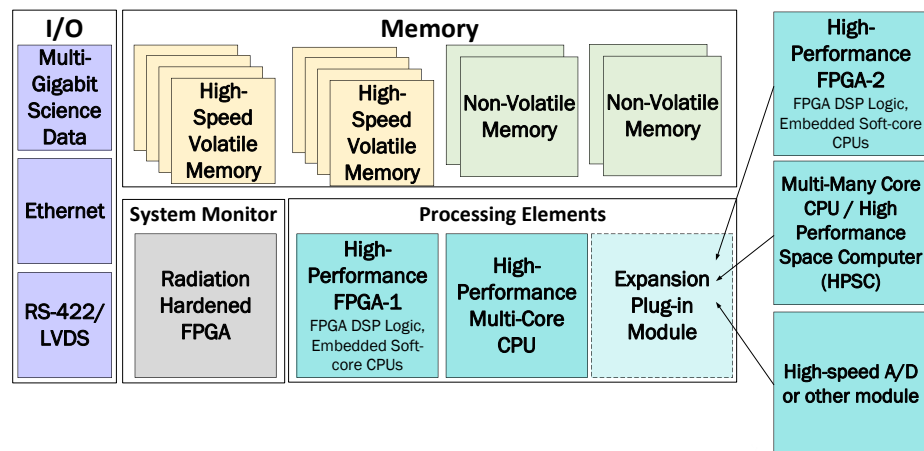 I/O
Multi-
Gigabit
Science
Data
Ethernet
RS-422/
LVDS
Memory
High-
Speed
Volatile
Memory
High-
Speed
Volatile
Memory
Non-Volatile
Memory
Non-Volatile
Memory
System Monitor
Radiation
Hardened
FPGA
Processing Elements
High-
Performance
FPGA-1
FPGA DSP Logic,
Embedded Soft-
core CPUs
High-
Performance
Multi-Core
CPU
Expansion
Plug-in
Module
High-
Performance
FPGA-2
FPGA DSP Logic,
Embedded Soft-core
CPUs
Multi-Many Core
CPU / High
Performance
Space Computer
(HPSC)
High-speed A/D
or other module